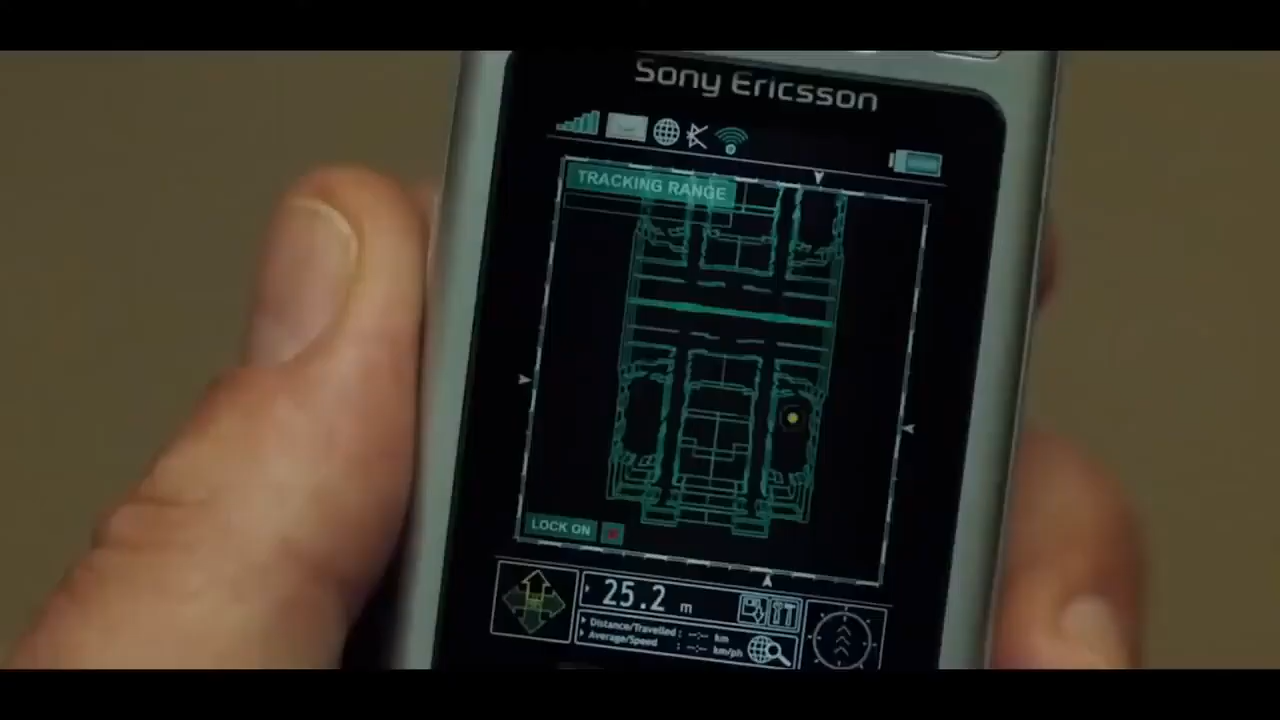 Sony Ericsson
TRACKING RANGE
LOCK ON
25.2 m
Distance/Travelled : --:-- km
Average/Speed : --:-- km/ph